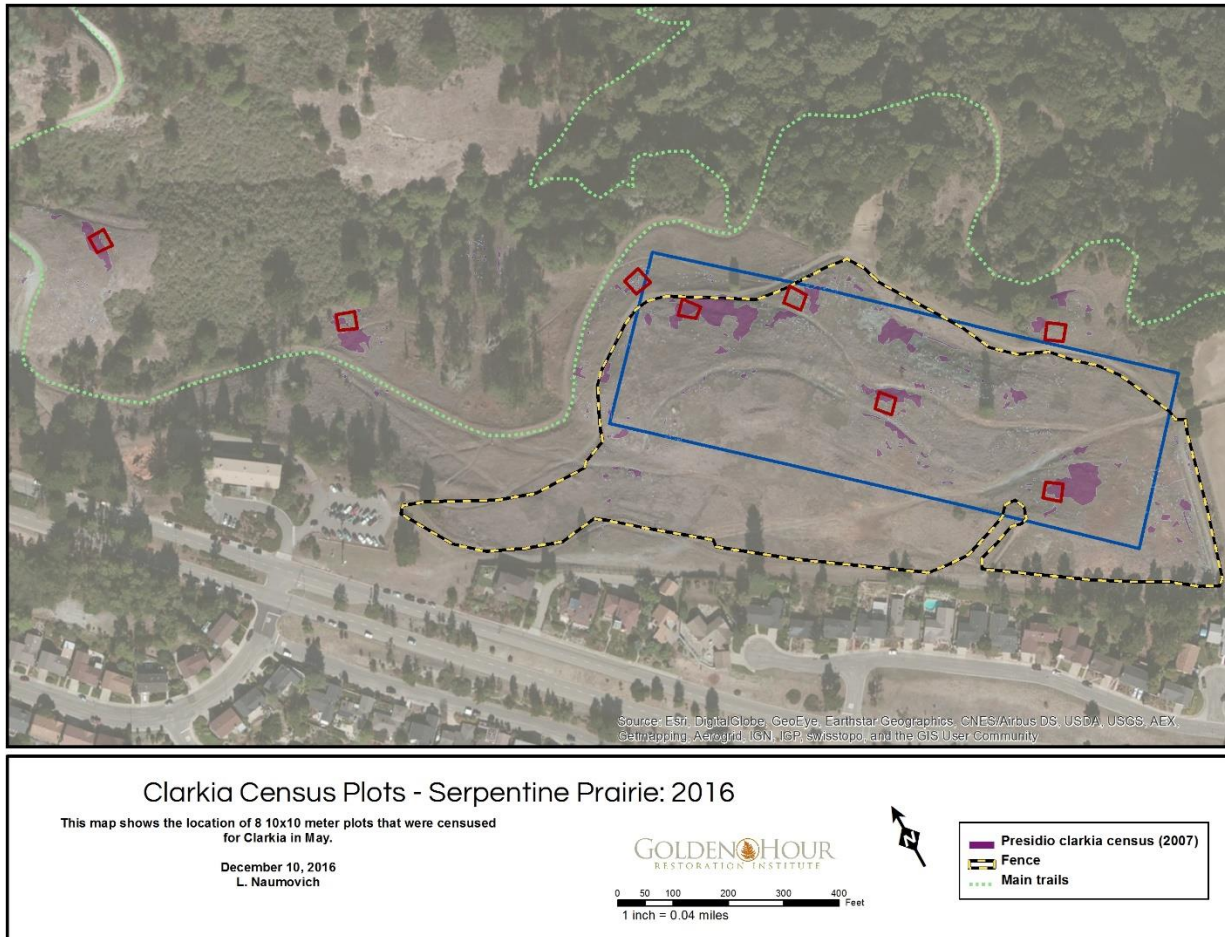 Source: Esri, DigitalGlobe, GeoEye, Earthstar Geographics, CNES/Airbus DS, USDA, USGS, AEX,
Getmapping, Aerogrid, IGN, IGP, swisstopo, and the GIS User Community
Clarkia Census Plots - Serpentine Prairie: 2016
This map shows the location of 8 10x10 meter plots that were censused
for Clarkia in May.
December 10, 2016
L. Naumovich
GOLDEN HOUR
RESTORATION INSTITUTE
0 50 100 200 300 400
Feet
1 inch = 0.04 miles
N
Presidio clarkia census (2007)
Fence
Main trails